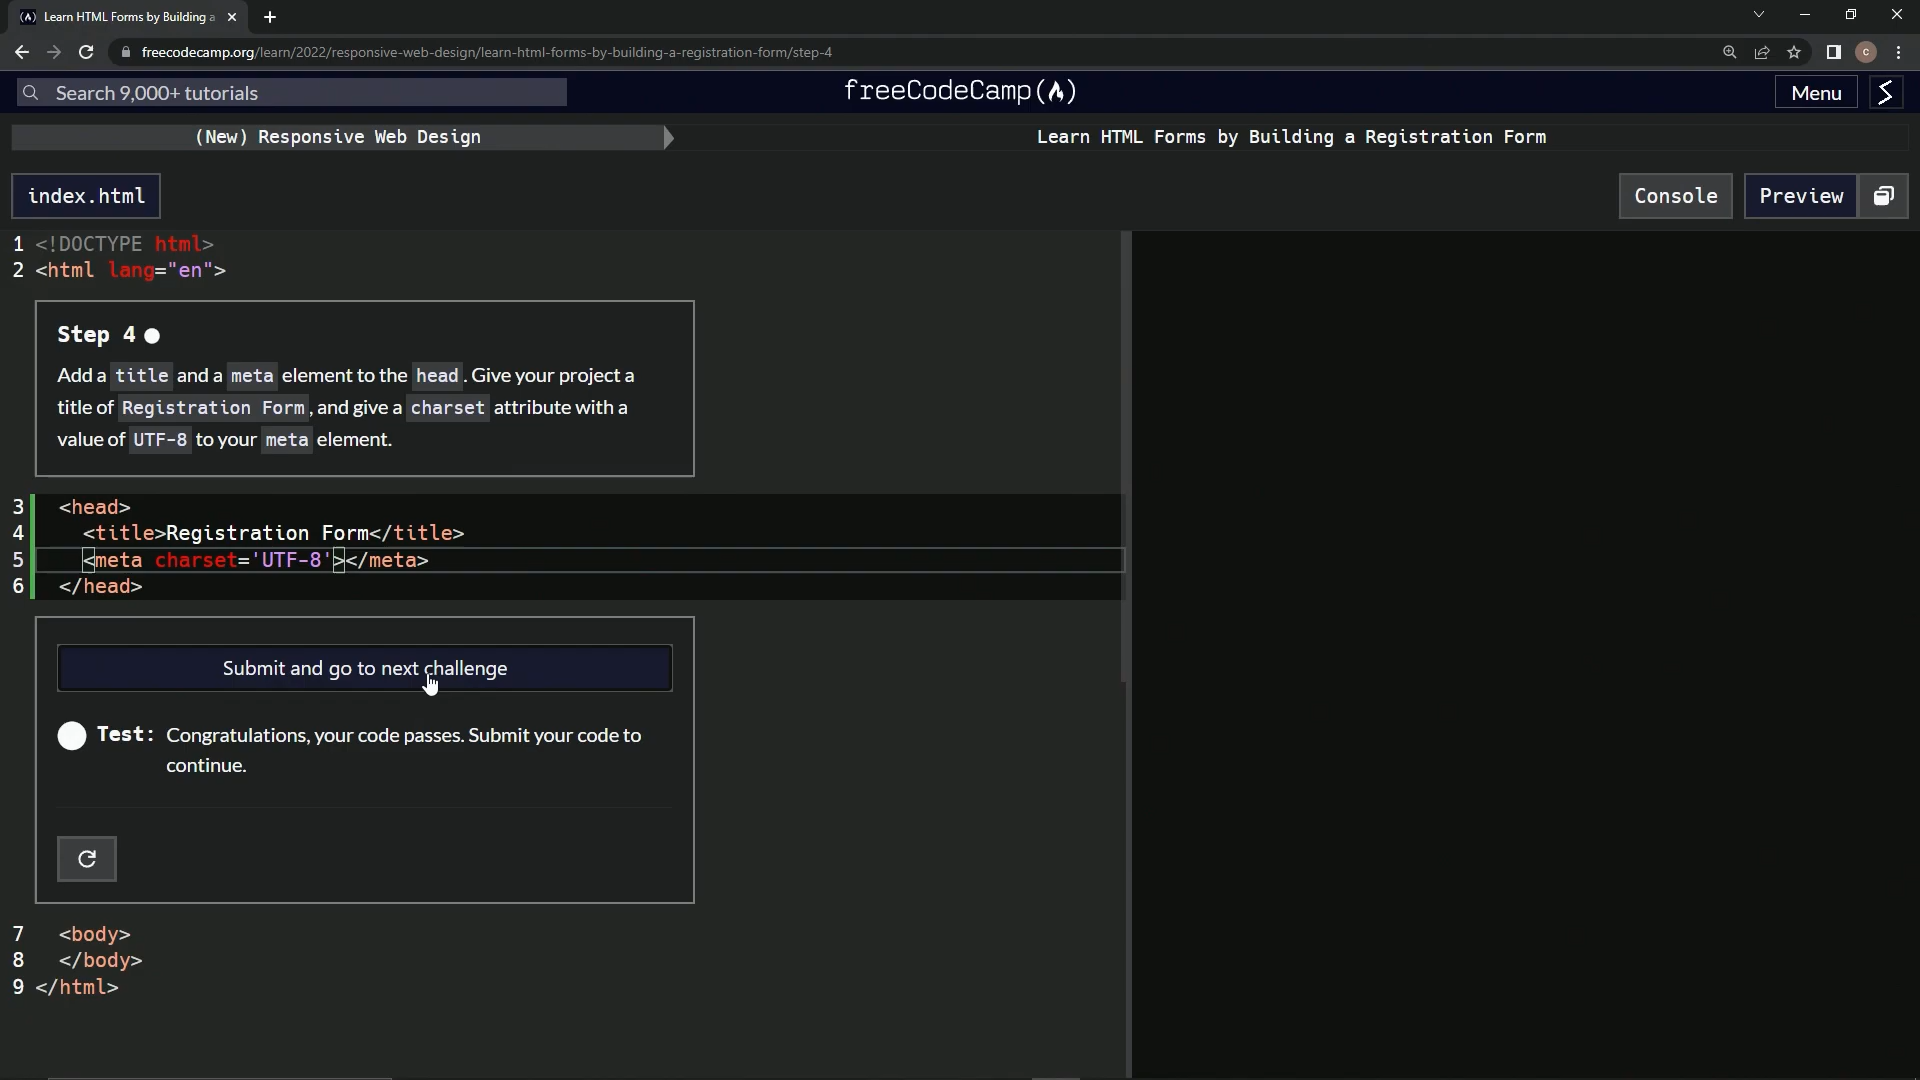 Learn HTML Forms by Building a
freecodecamp.org/learn/2022/responsive-web-design/learn-html-forms-by-building-a-registration-form/step-4
C
Search 9,000+ tutorials
freeCodeCamp
Menu
(New) Responsive Web Design
Learn HTML Forms by Building a Registration Form
index.html
Console
Preview
1 <!DOCTYPE html>
2 <html lang="en">
Step 4
Add a title and a meta element to the head. Give your project a
title of Registration Form, and give a charset attribute with a
value of UTF-8 to your meta element.
3 <head>
4 <title>Registration Form</title>
5 <meta charset='UTF-8'></meta>
6 </head>
Submit and go to next challenge
Test: Congratulations, your code passes. Submit your code to
continue.
7 <body>
8 </body>
9 </html>